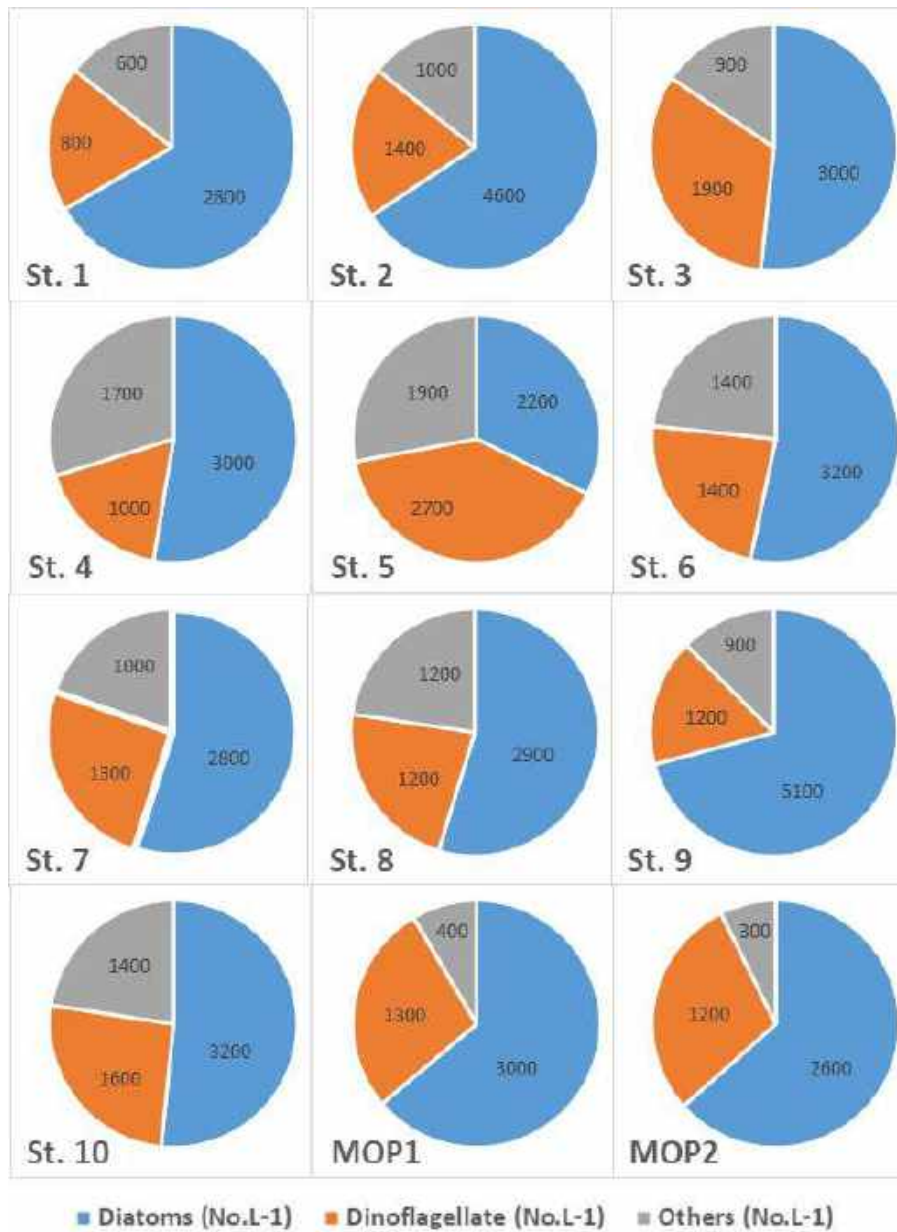 600
800
2800
St. 1
1000
1400
4600
St. 2
900
1900
3000
St. 3
1700
3000
1000
St. 4
1900
2200
2700
St. 5
1400
3200
1400
St. 6
1000
2800
1300
St. 7
1200
2900
1200
St. 8
900
1200
5100
St. 9
1400
3200
1600
St. 10
400
1300
3000
MOP1
300
1200
2600
MOP2
Diatoms (No.L-1) Dinoflagellate (No.L-1) Others (No.L-1)